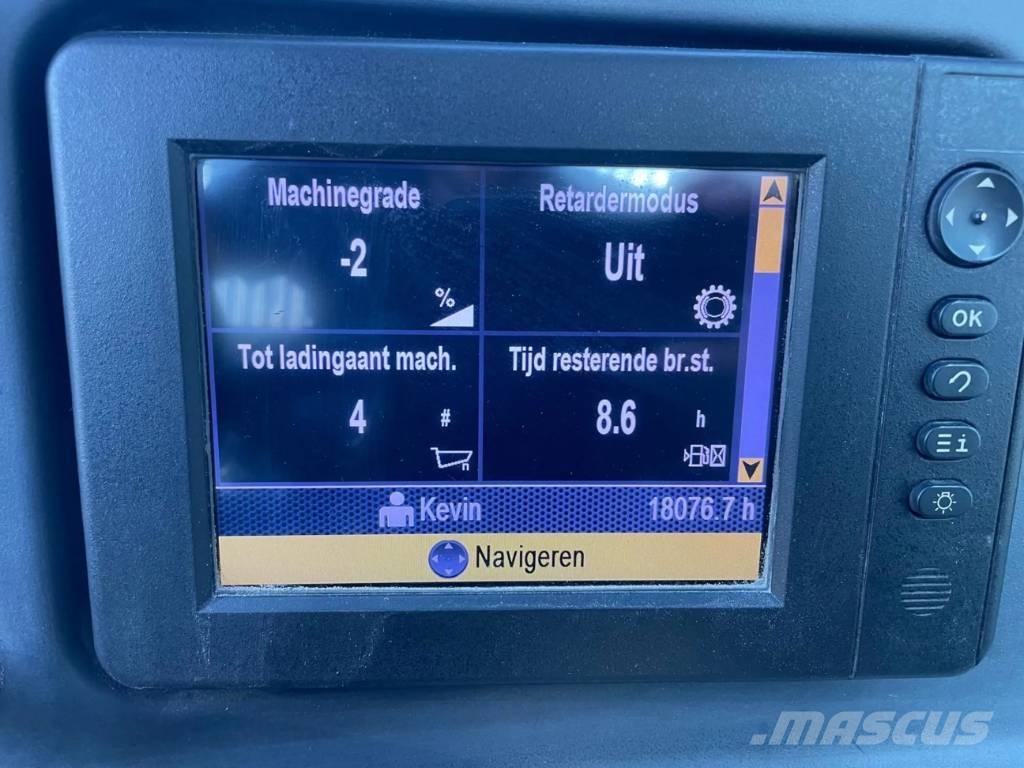 Machinegrade
-2
%
Retardermodus
Uit
Tot ladingaant mach.
4 #
n
Tijd resterende br.st.
8.6 h
Kevin 18076.7 h
Navigeren
OK
i
MASCUS